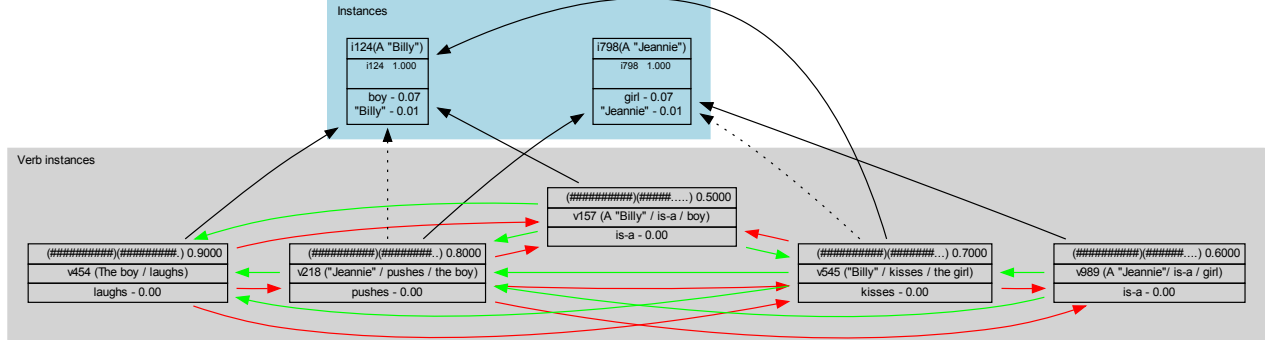 Instances
i124(A "Billy")
i124 1.000
boy - 0.07
"Billy" - 0.01
i798(A "Jeannie")
i798 1.000
girl - 0.07
"Jeannie" - 0.01
Verb instances
(##########)(#####.....) 0.5000
v157 (A "Billy" / is-a / boy)
is-a - 0.00
(##########)(#########.) 0.9000
v454 (The boy / laughs)
laughs - 0.00
(##########)(########..) 0.8000
v218 ("Jeannie" / pushes / the boy)
pushes - 0.00
(##########)(#######...) 0.7000
v545 ("Billy" / kisses / the girl)
kisses - 0.00
(##########)(######....) 0.6000
v989 (A "Jeannie"/ is-a / girl)
is-a - 0.00